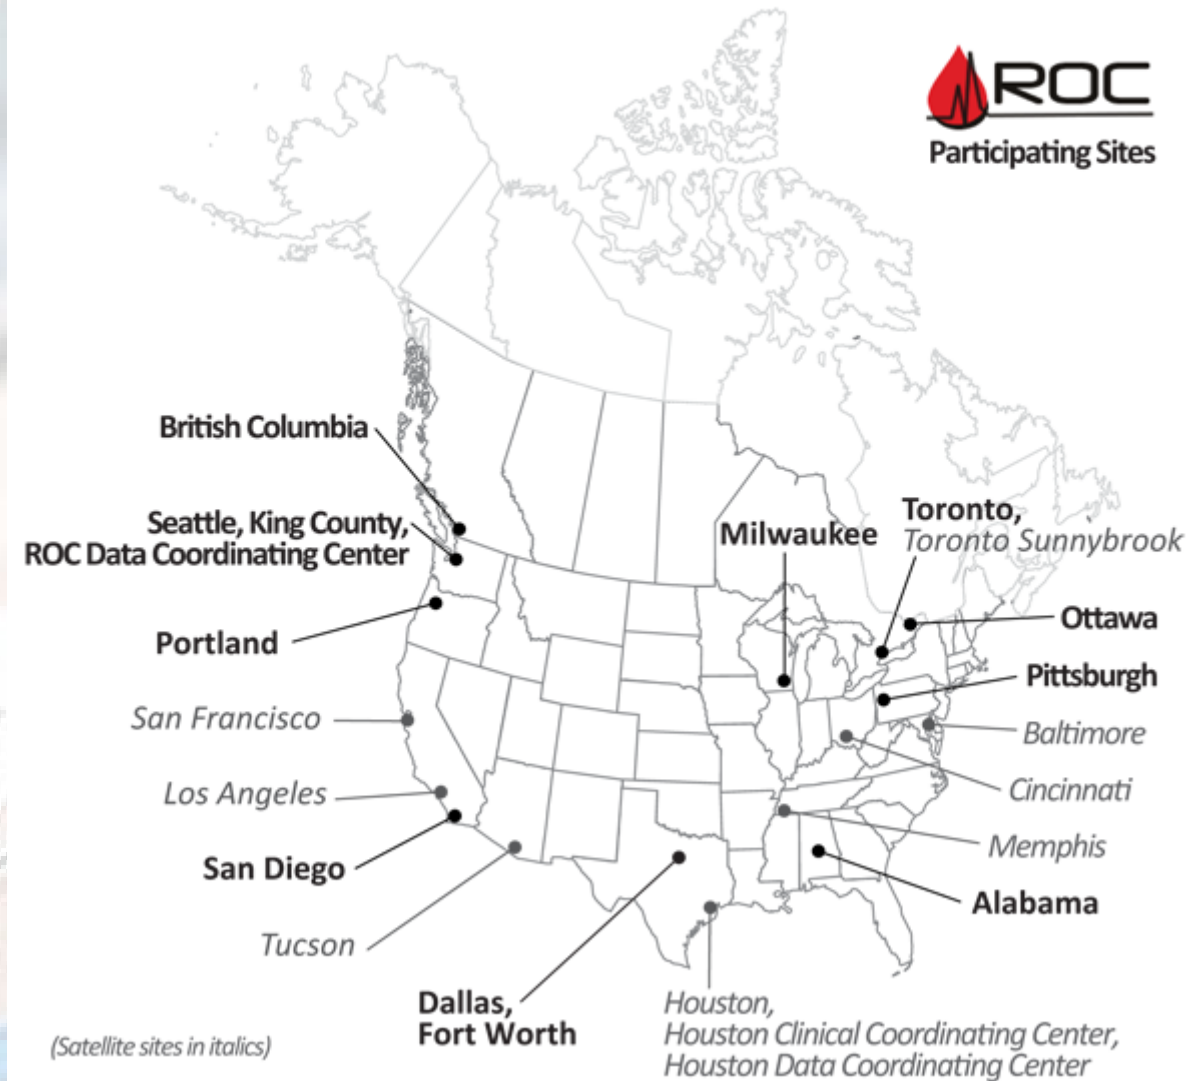 ROC
Participating Sites
British Columbia
Seattle, King County,
ROC Data Coordinating Center
Portland
San Francisco
Los Angeles
San Diego
Tucson
Dallas,
Fort Worth
Houston,
Houston Clinical Coordinating Center,
Houston Data Coordinating Center
Milwaukee
Toronto,
Toronto Sunnybrook
Ottawa
Pittsburgh
Baltimore
Cincinnati
Memphis
Alabama
(Satellite sites in italics)